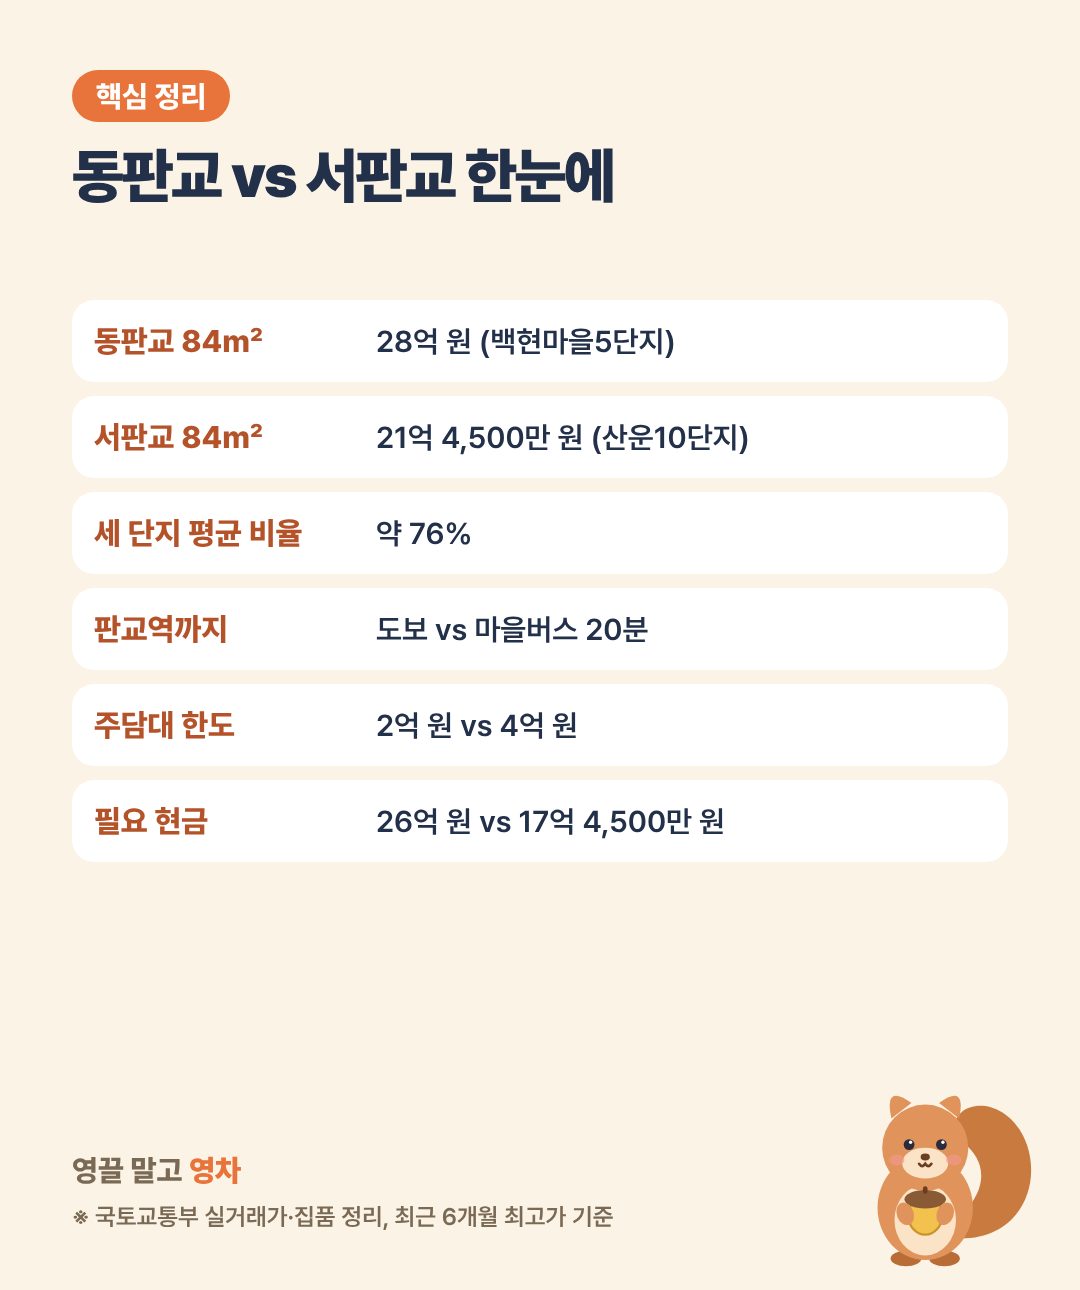 핵심 정리
동판교 vs 서판교 한눈에
동판교 84m² 28억 원 (백현마을5단지)
서판교 84m² 21억 4,500만 원 (산운10단지)
세 단지 평균 비율 약 76%
판교역까지 도보 vs 마을버스 20분
주담대 한도 2억 원 vs 4억 원
필요 현금 26억 원 vs 17억 4,500만 원
영끌 말고 영차
※ 국토교통부 실거래가·집품 정리, 최근 6개월 최고가 기준